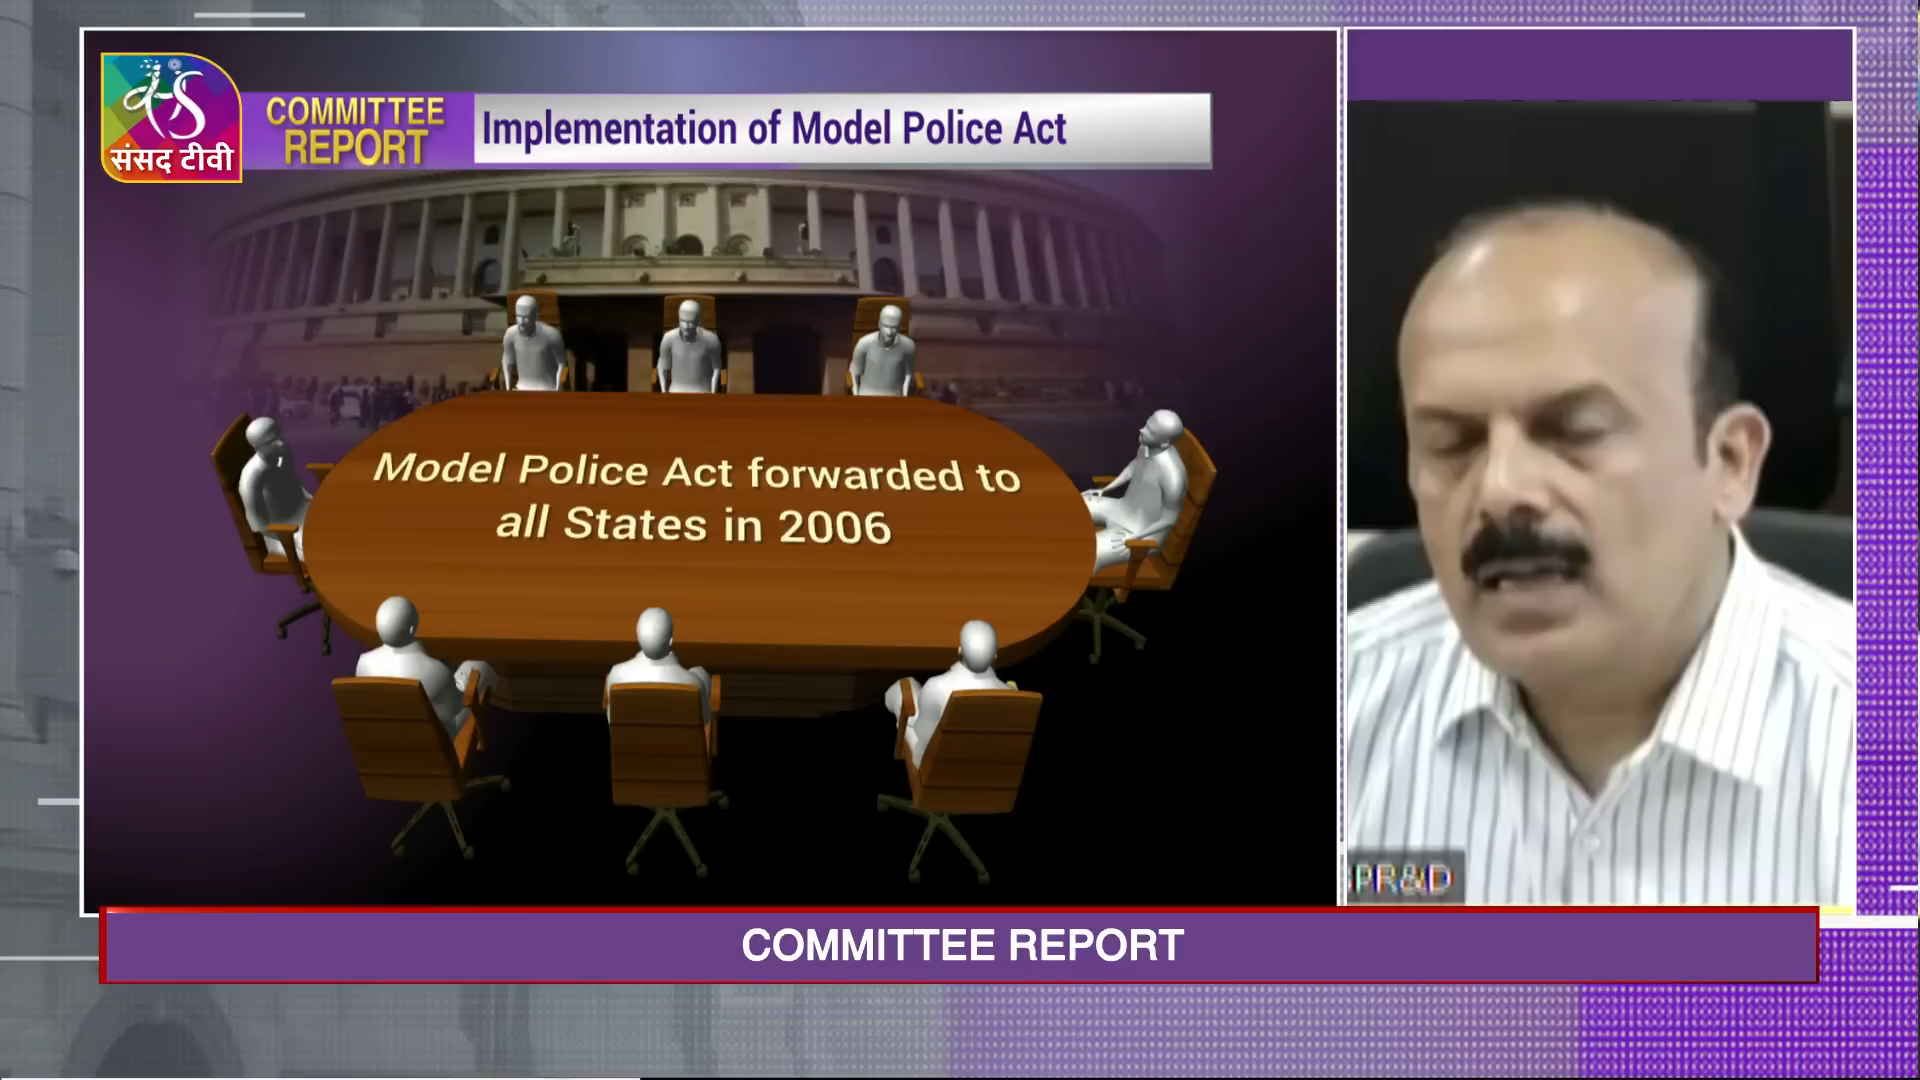 संसद टीवी
COMMITTEE
REPORT
Implementation of Model Police Act
Model Police Act forwarded to
all States in 2006
PR&D
COMMITTEE REPORT